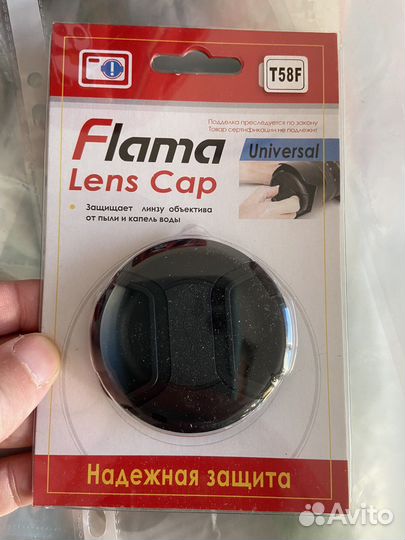 T58F
Подделка преследуется по закону
Товар сертификации не подлежит
Flama
Universal
Lens Cap
• Защищает линзу объектива
от пыли и капель воды
Надежная защита
Avito